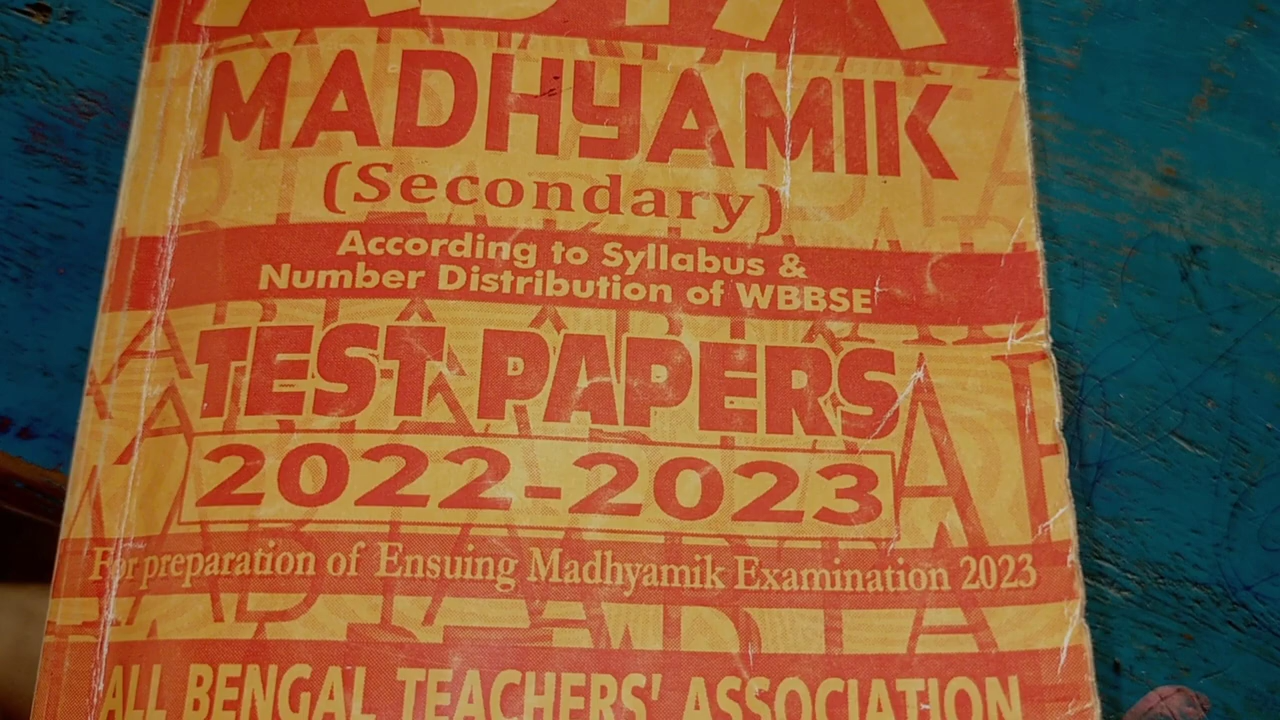 ABTA
MADHYAMIK
(Secondary)
According to Syllabus &
Number Distribution of WBBSE
TEST PAPERS
2022-2023
For preparation of Ensuing Madhyamik Examination 2023
ALL BENGAL TEACHERS' ASSOCIATION